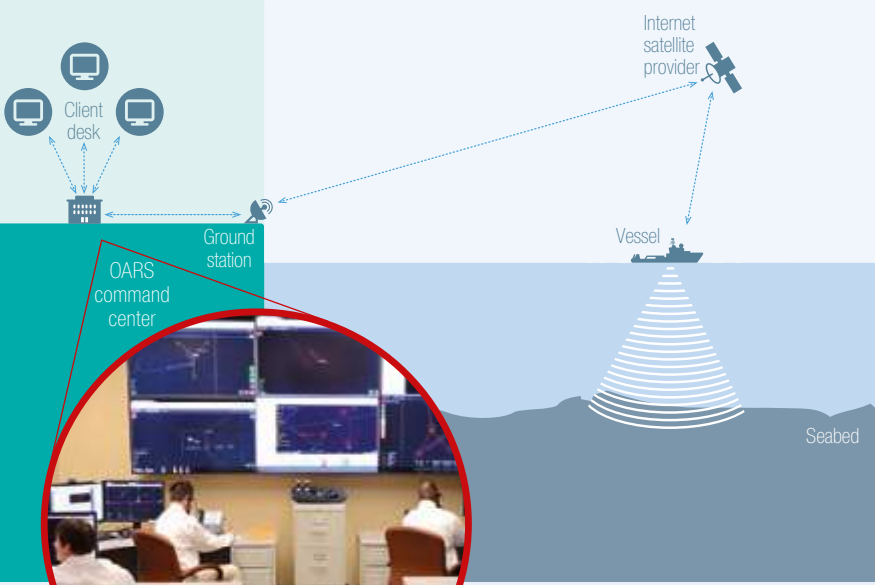 Internet
satellite
provider
Client
desk
Ground
station
Vessel
OARS
command
center
Seabed